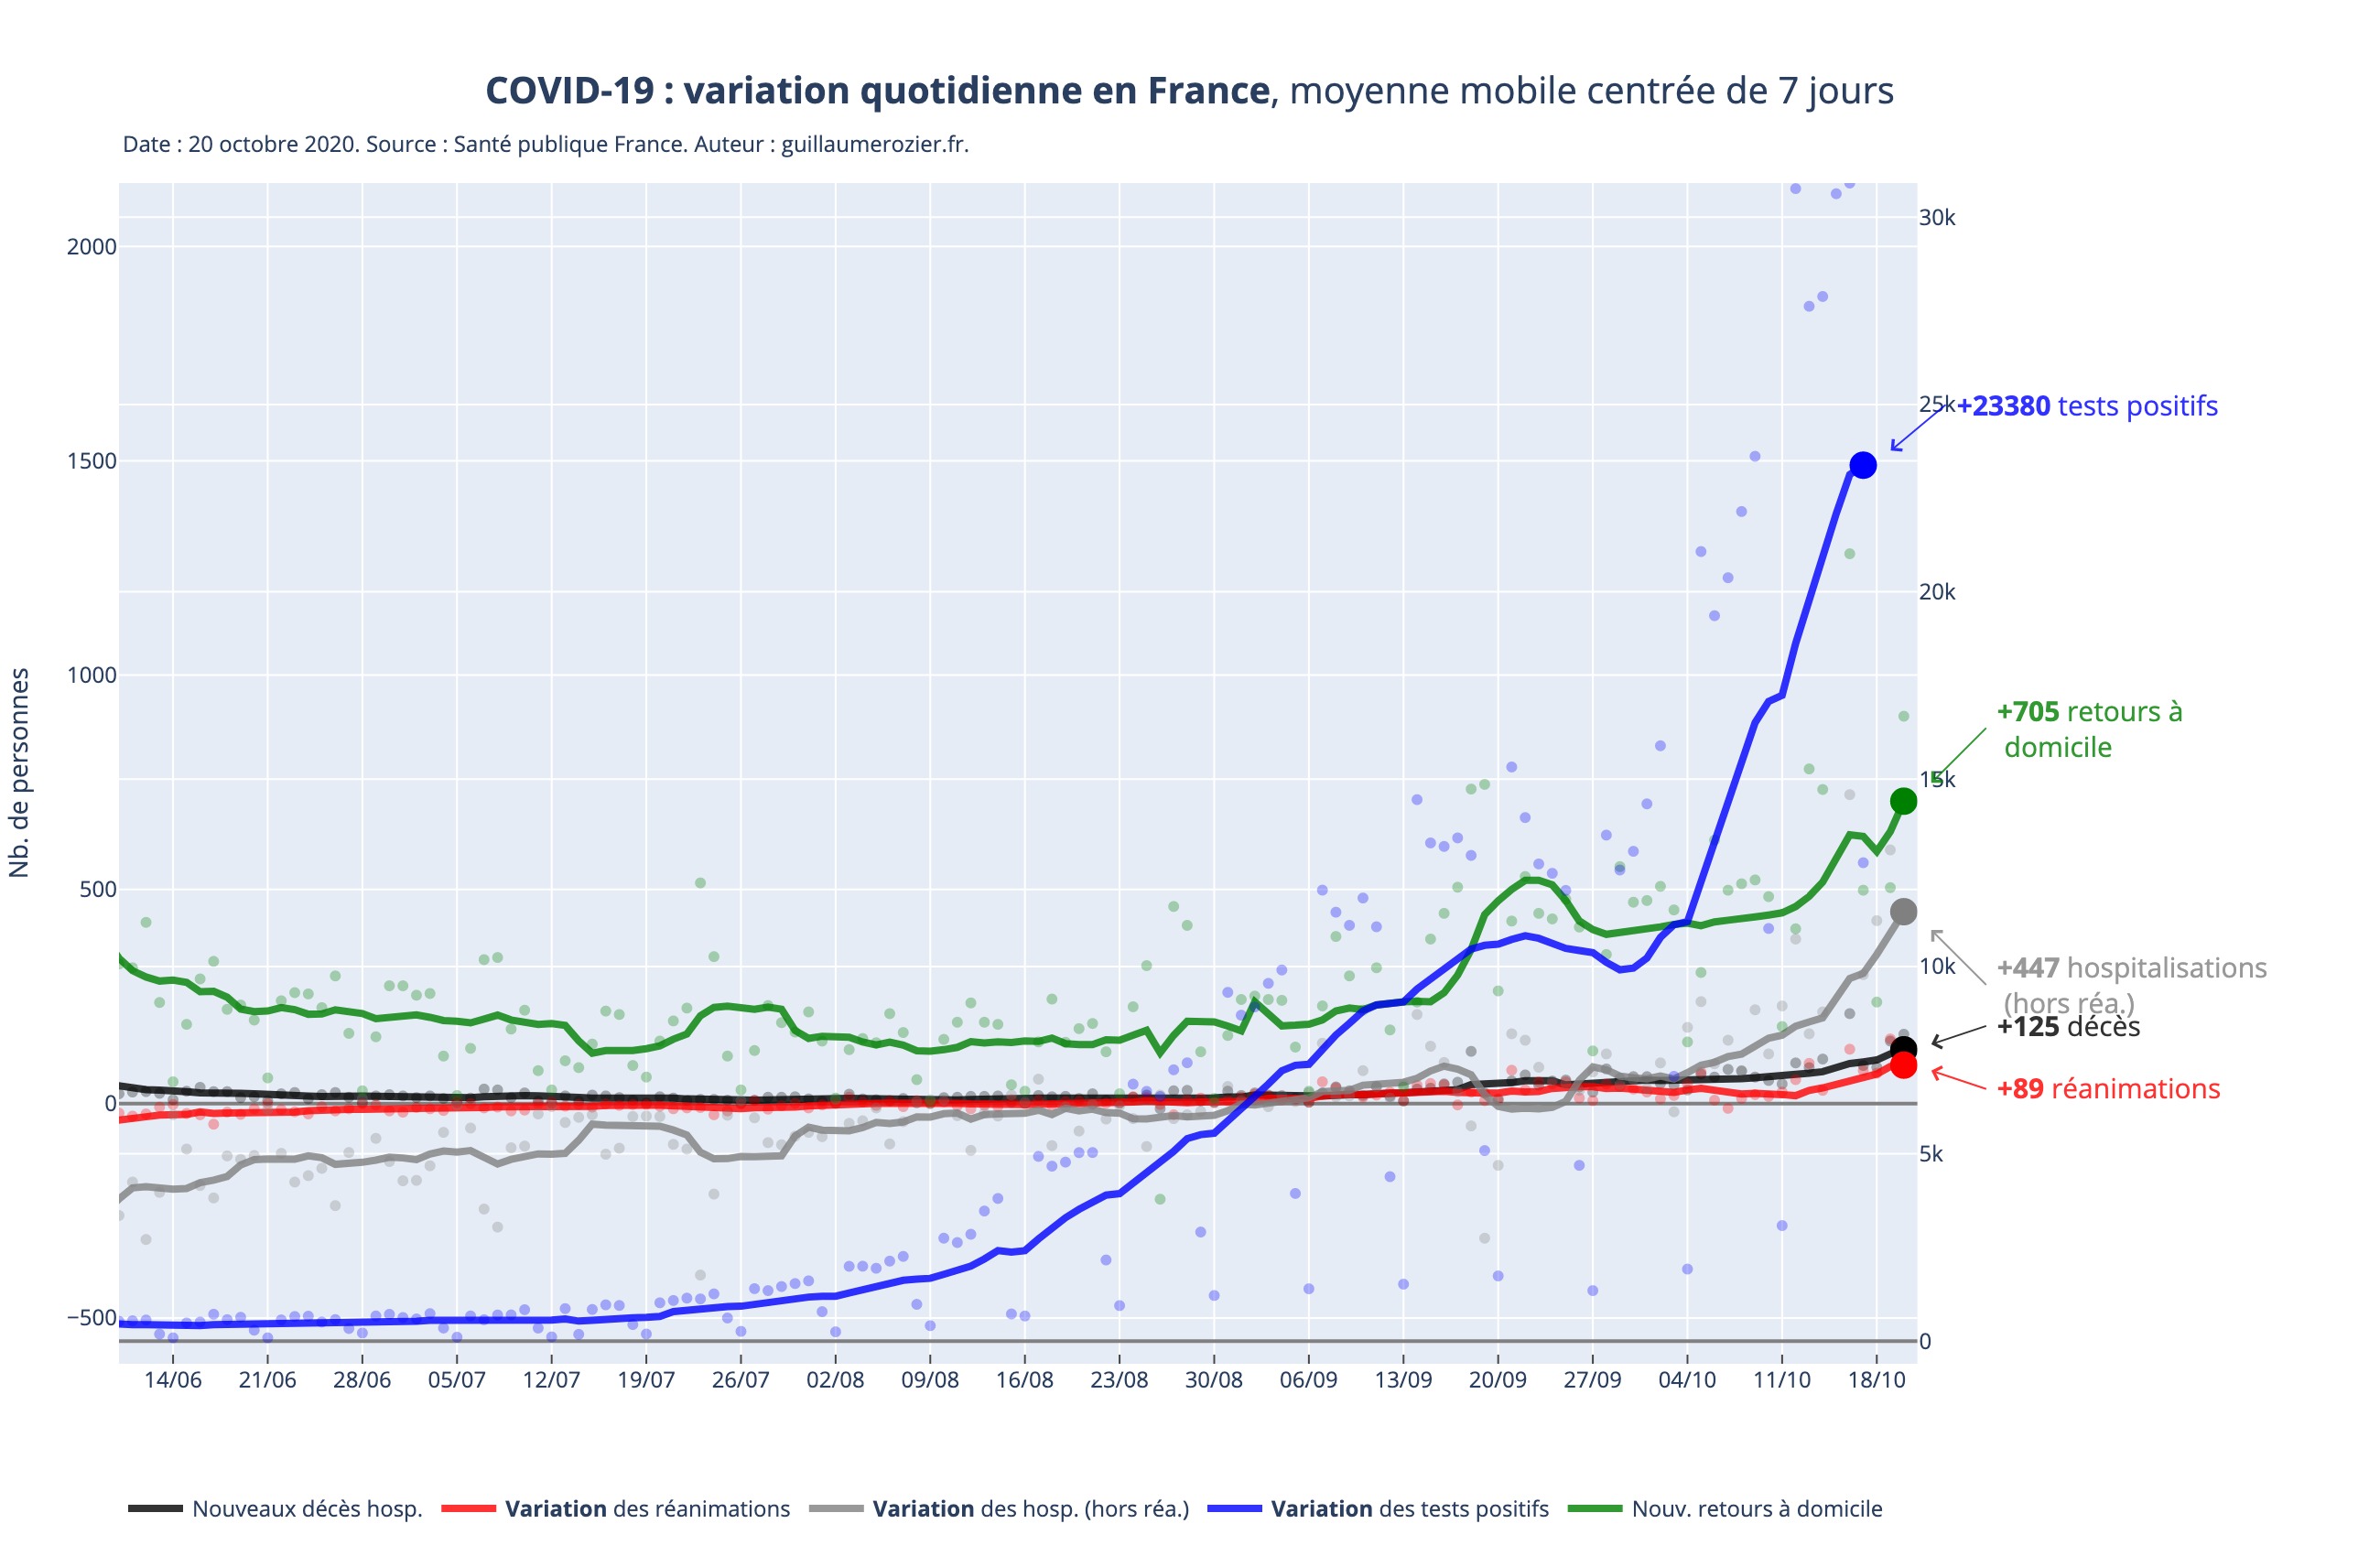 COVID-19 : variation quotidienne en France, moyenne mobile centrée de 7 jours
Date : 20 octobre 2020. Source : Santé publique France. Auteur : guillaumerozier.fr.
Nb. de personnes
2000
1500
1000
500
0
−500
30k
25k
20k
15k
10k
5k
0
+23380 tests positifs
+705 retours à
domicile
+447 hospitalisations
(hors réa.)
+125 décès
+89 réanimations
14/06 21/06 28/06 05/07 12/07 19/07 26/07 02/08 09/08 16/08 23/08 30/08 06/09 13/09 20/09 27/09 04/10 11/10 18/10
Nouveaux décès hosp. Variation des réanimations Variation des hosp. (hors réa.) Variation des tests positifs Nouv. retours à domicile